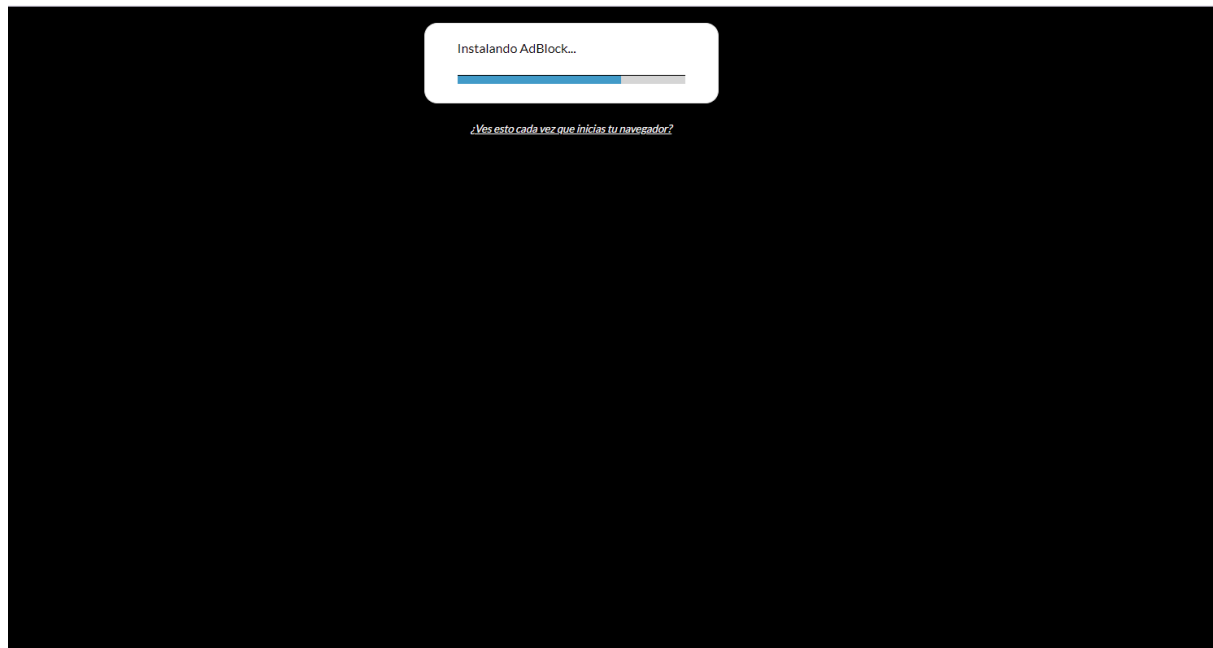 Instalando AdBlock...
¿Ves esto cada vez que inicias tu navegador?